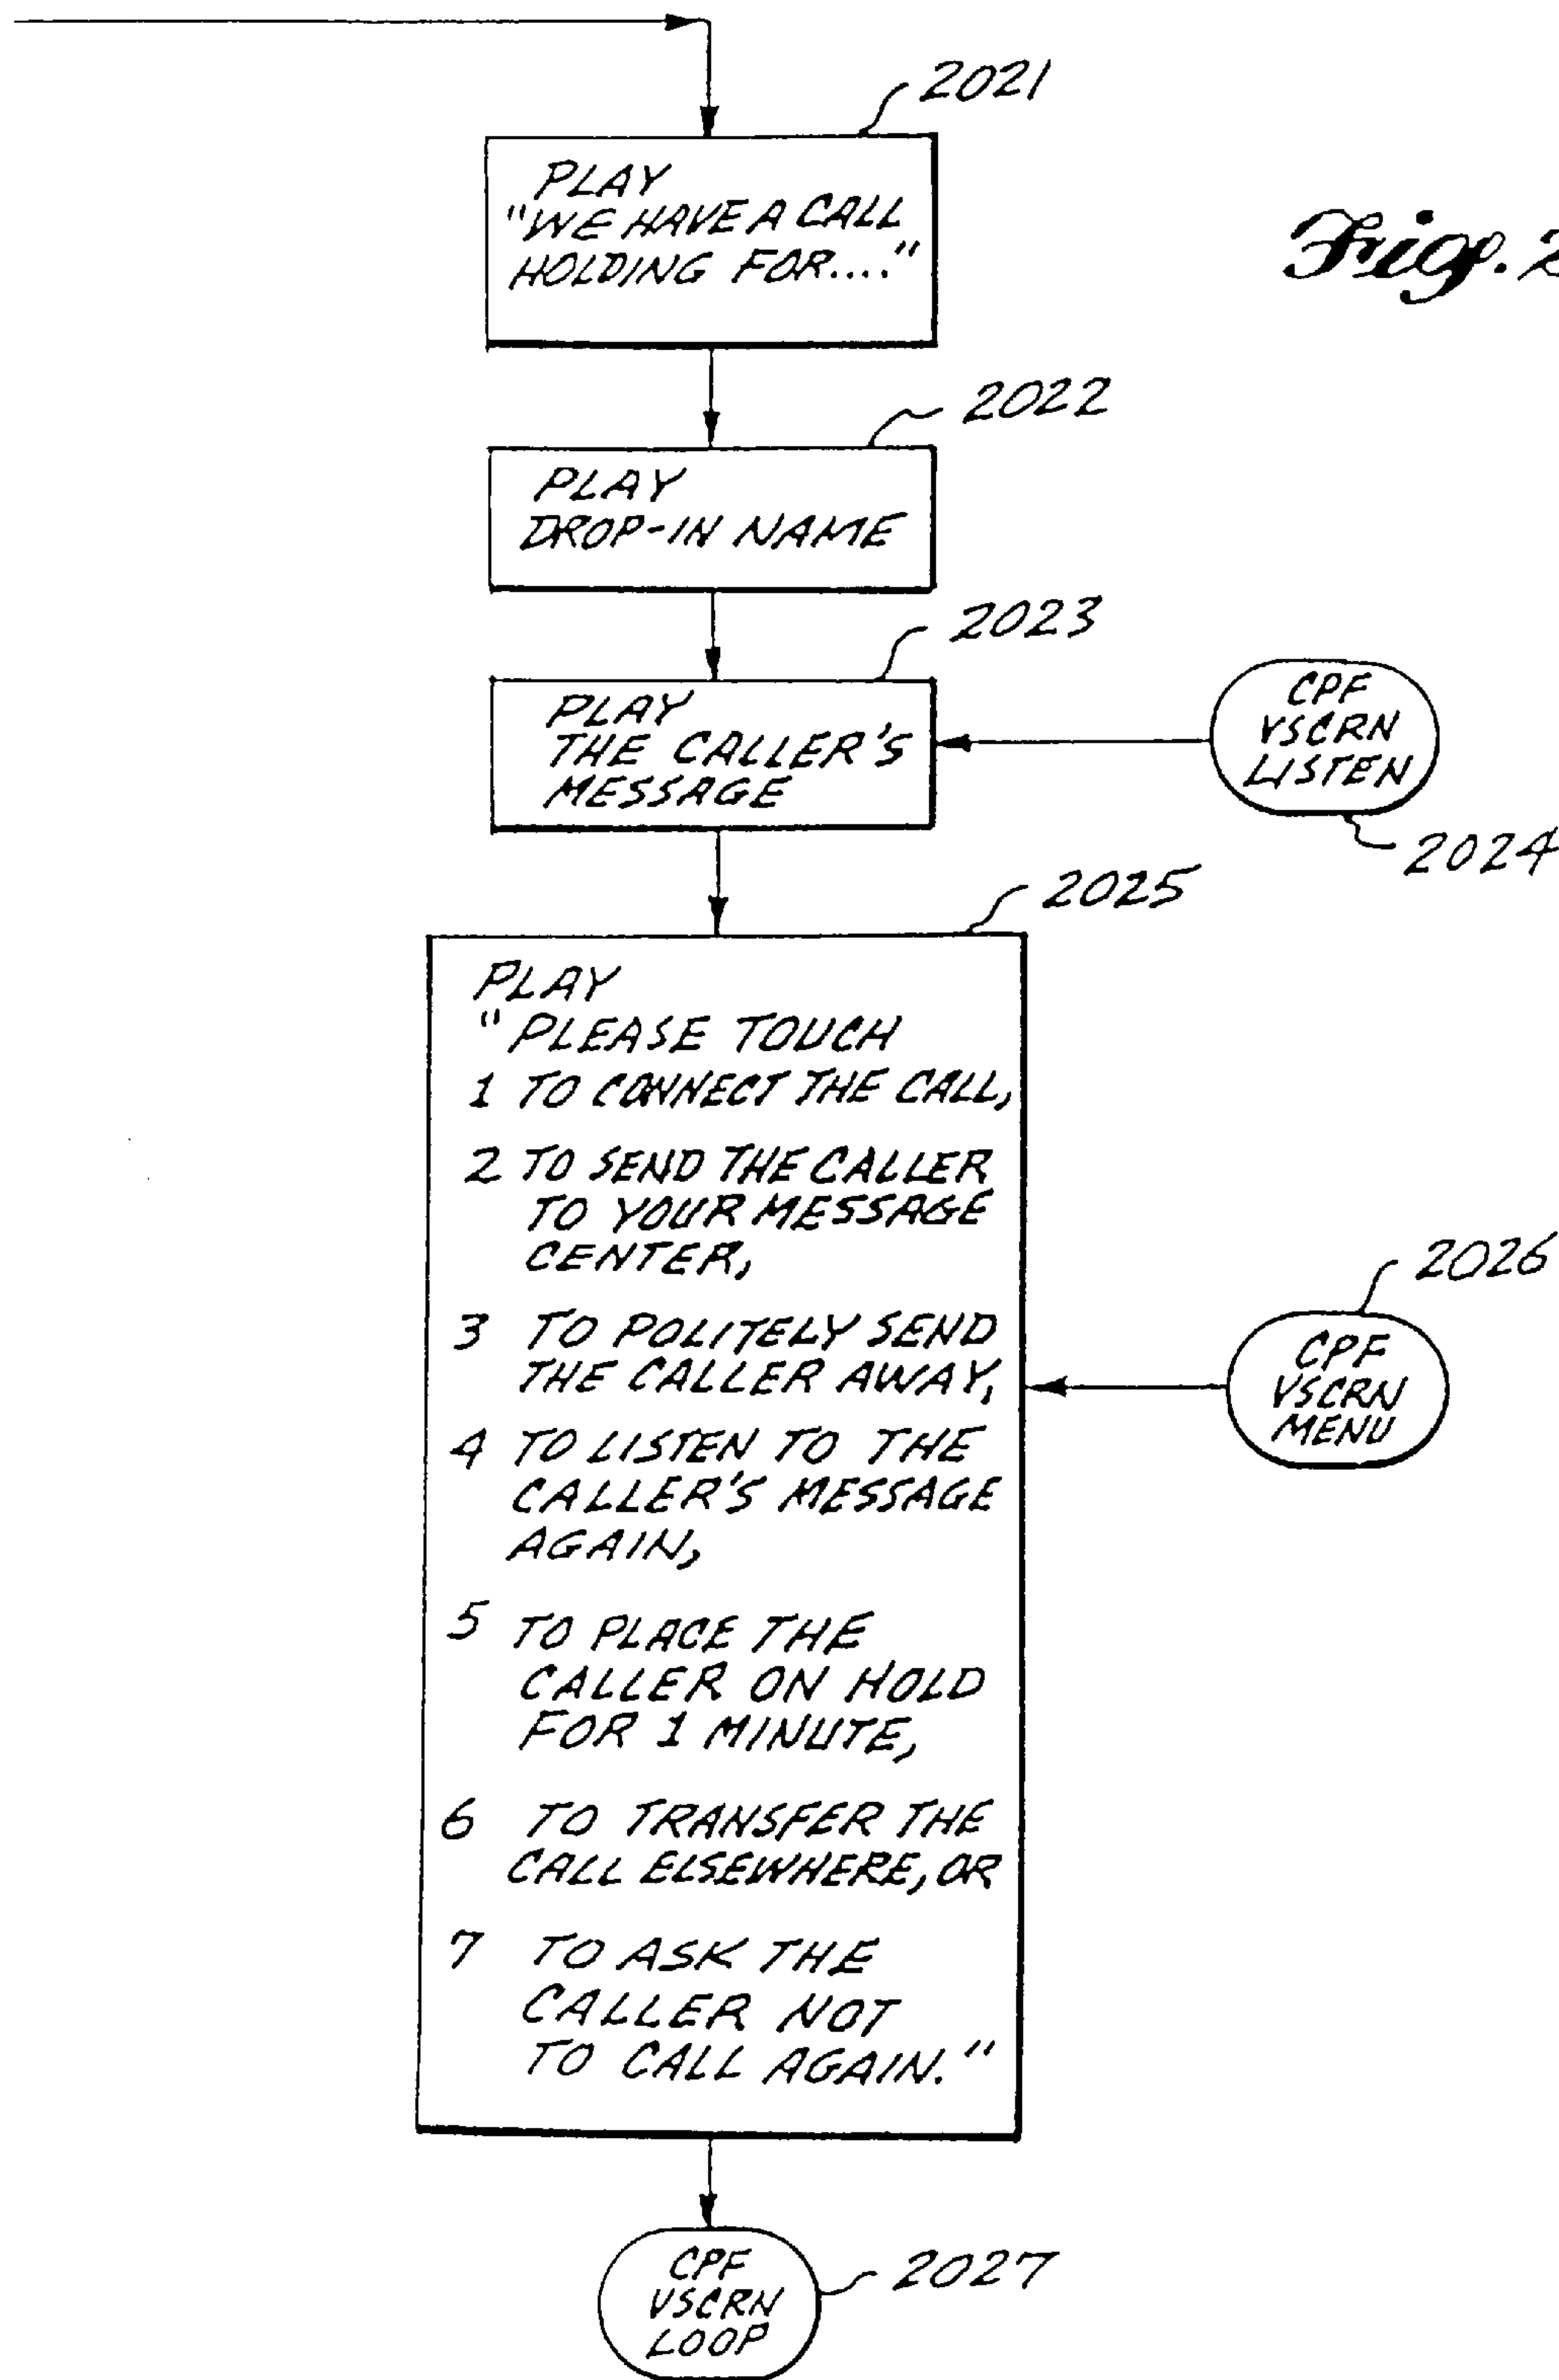 2021
PLAY
"WE HAVE A CALL
HOLDING FOR...."
Fig. 2
2022
PLAY
DROP-IN NAME
2023
PLAY
THE CALLER'S
MESSAGE
CPF
VSCRN
LISTEN
2024
2025
PLAY
"PLEASE TOUCH
1 TO CONNECT THE CALL,
2 TO SEND THE CALLER
TO YOUR MESSAGE
CENTER,
3 TO POLITELY SEND
THE CALLER AWAY,
4 TO LISTEN TO THE
CALLER'S MESSAGE
AGAIN,
5 TO PLACE THE
CALLER ON HOLD
FOR 1 MINUTE,
6 TO TRANSFER THE
CALL ELSEWHERE, OR
7 TO ASK THE
CALLER NOT
TO CALL AGAIN."
2026
CPF
VSCRN
MENU
CPF
VSCRN
LOOP
2027